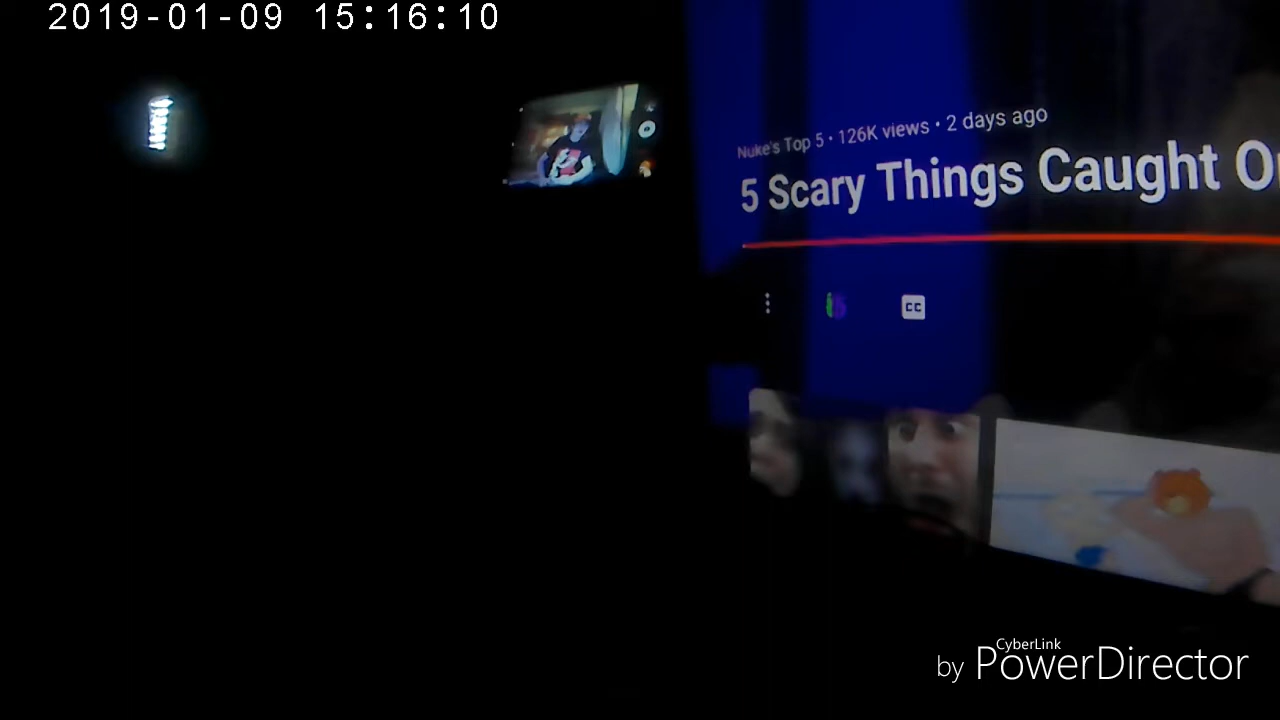 2019-01-09 15:16:10
Nuke's Top 5 • 126K views • 2 days ago
5 Scary Things Caught
CC
CyberLink
by PowerDirector